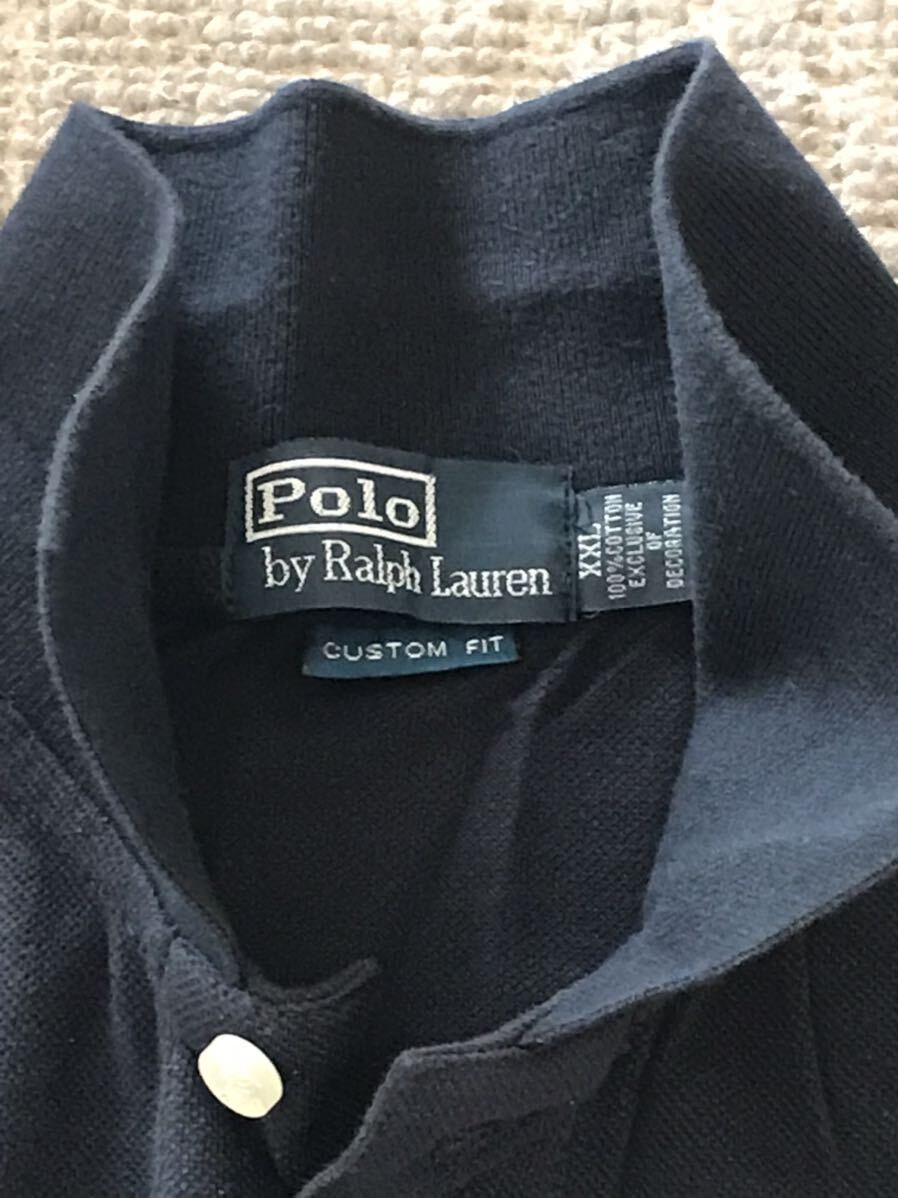 Polo
by Ralph Lauren
CUSTOM FIT
XXL
100% COTTON
EXCLUSIVE
OF
DECORATION